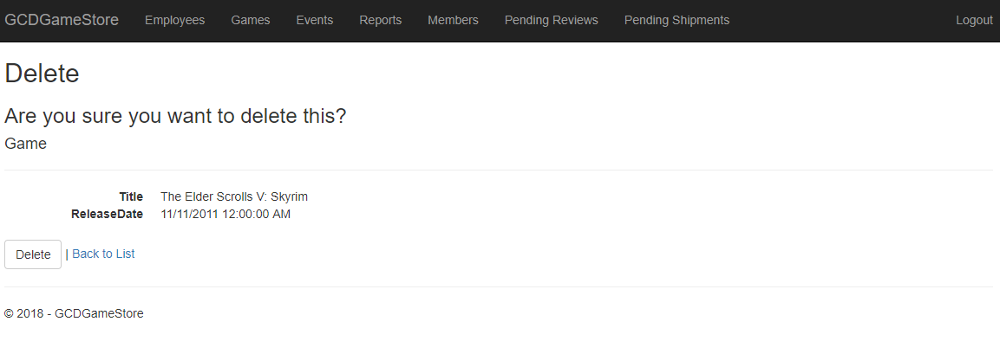 GCDGameStore Employees Games Events Reports Members Pending Reviews Pending Shipments Logout
Delete
Are you sure you want to delete this?
Game
Title The Elder Scrolls V: Skyrim
ReleaseDate 11/11/2011 12:00:00 AM
Delete | Back to List
© 2018 - GCDGameStore